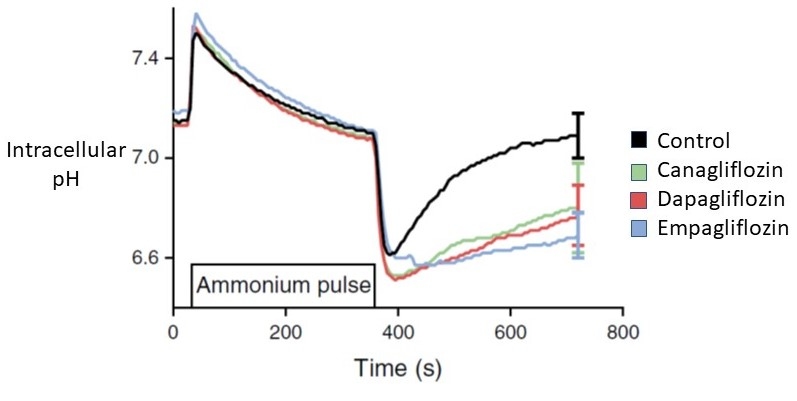 7.4
Intracellular
pH
7.0
6.6
Ammonium pulse
0
200
400
600
800
Time (s)
Control
Canagliflozin
Dapagliflozin
Empagliflozin